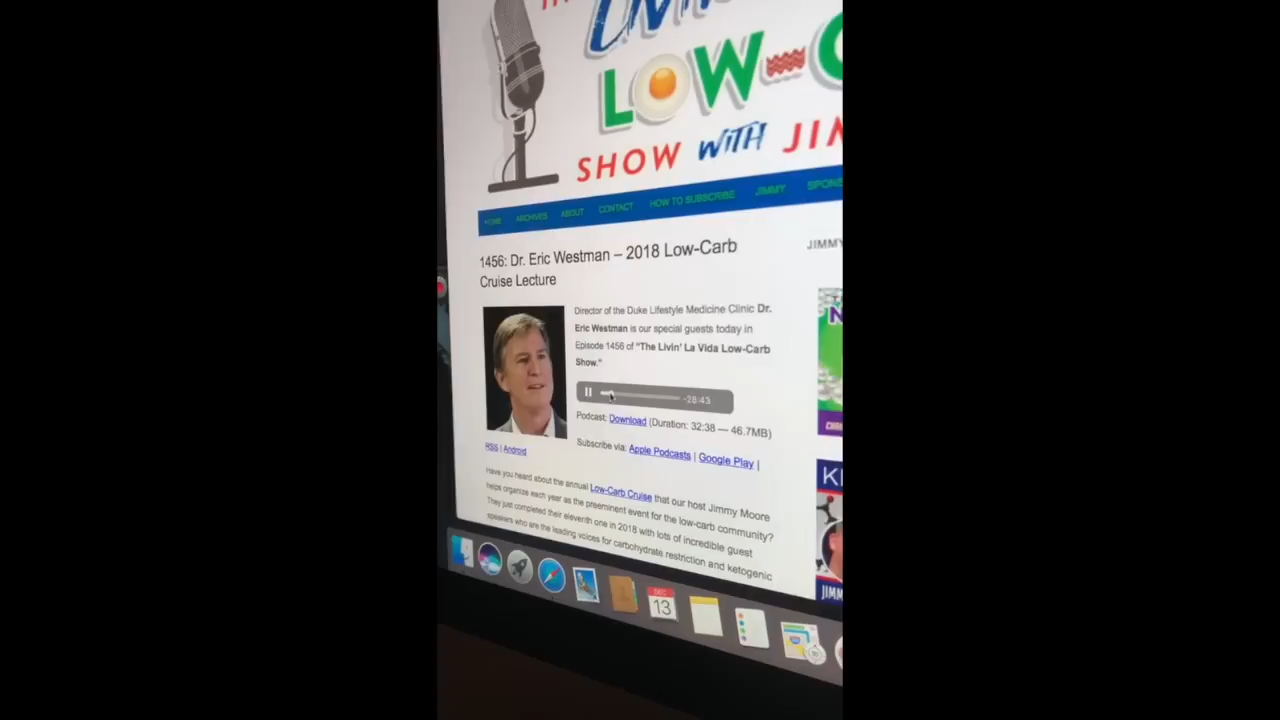 LIVIN'
LOW-C
SHOW WITH JIM
HOME ARCHIVES ABOUT CONTACT HOW TO SUBSCRIBE JIMMY SPONS
1456: Dr. Eric Westman – 2018 Low-Carb
Cruise Lecture
JIMMY
Director of the Duke Lifestyle Medicine Clinic Dr.
Eric Westman is our special guests today in
Episode 1456 of "The Livin' La Vida Low-Carb
Show."
-28:43
Podcast: Download (Duration: 32:38 — 46.7MB)
Subscribe via: Apple Podcasts | Google Play |
RSS | Android
Have you heard about the annual Low-Carb Cruise that our host Jimmy Moore
helps organize each year as the preeminent event for the low-carb community?
They just completed their eleventh one in 2018 with lots of incredible guest
speakers who are the leading voices for carbohydrate restriction and ketogenic
N
K
JIMM
DEC
13